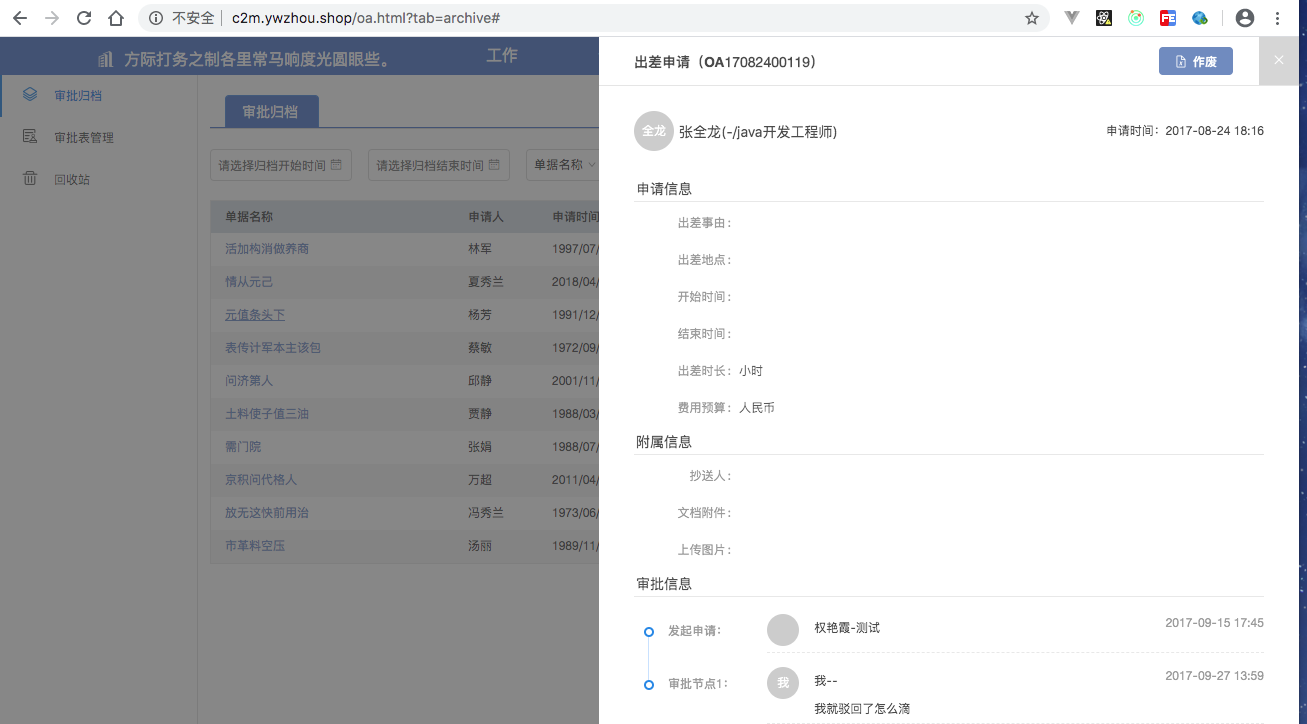 不安全 c2m.ywzhou.shop/oa.html?tab=archive#
方际打务之制各里常马响度光圆眼些。 工作
审批归档
审批表管理
回收站
审批归档
请选择归档开始时间 请选择归档结束时间 单据名称
单据名称 申请人 申请时间
活加构消做养商 林军 1997/07/
情从元己 夏秀兰 2018/04/
元值条头下 杨芳 1991/12/
表传计军本主该包 蔡敏 1972/09/
问济第人 邱静 2001/11/
土料使子值三油 贾静 1988/03/
需门院 张娟 1988/07/
京积问代格人 万超 2011/04/
放无这快前用治 冯秀兰 1973/06/
市革料空压 汤丽 1989/11/
出差申请（OA17082400119） 作废
全龙 张全龙(-/java开发工程师) 申请时间：2017-08-24 18:16
申请信息
出差事由：
出差地点：
开始时间：
结束时间：
出差时长：小时
费用预算：人民币
附属信息
抄送人：
文档附件：
上传图片：
审批信息
发起申请： 权艳霞-测试 2017-09-15 17:45
审批节点1： 我 我-- 2017-09-27 13:59
我就驳回了怎么滴